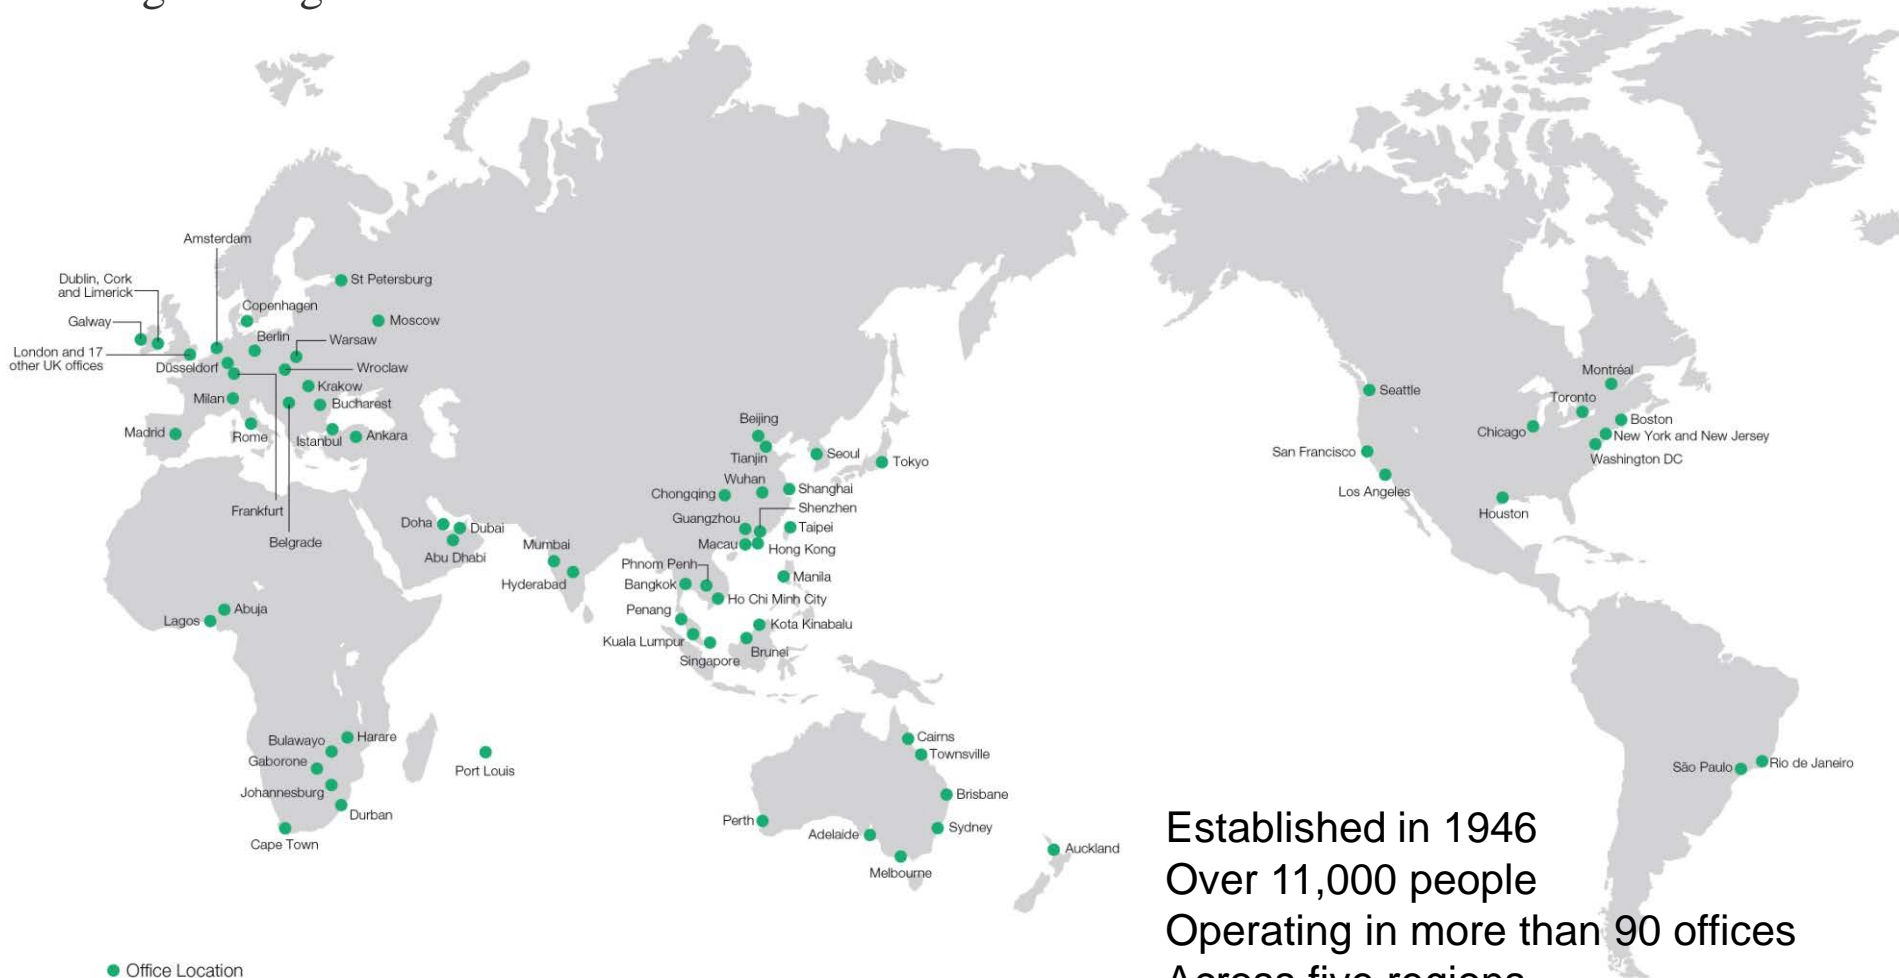 Amsterdam
Dublin, Cork
and Limerick
Galway
London and 17
other UK offices
St Petersburg
Copenhagen
Moscow
Berlin
Warsaw
Düsseldorf
Wroclaw
Krakow
Milan
Bucharest
Madrid
Rome
Istanbul
Ankara
Frankfurt
Belgrade
Beijing
Tianjin
Seoul
Tokyo
Wuhan
Chongqing
Shanghai
Shenzhen
Guangzhou
Taipei
Macau
Hong Kong
Doha
Dubai
Abu Dhabi
Mumbai
Hyderabad
Phnom Penh
Bangkok
Manila
Ho Chi Minh City
Penang
Kota Kinabalu
Kuala Lumpur
Brunei
Singapore
Abuja
Lagos
Harare
Bulawayo
Gaborone
Johannesburg
Durban
Cape Town
Port Louis
Cairns
Townsville
Brisbane
Perth
Adelaide
Sydney
Melbourne
Auckland
Seattle
San Francisco
Los Angeles
Houston
Chicago
Montréal
Toronto
Boston
New York and New Jersey
Washington DC
São Paulo
Rio de Janeiro
Established in 1946
Over 11,000 people
Operating in more than 90 offices
Across five regions
Office Location